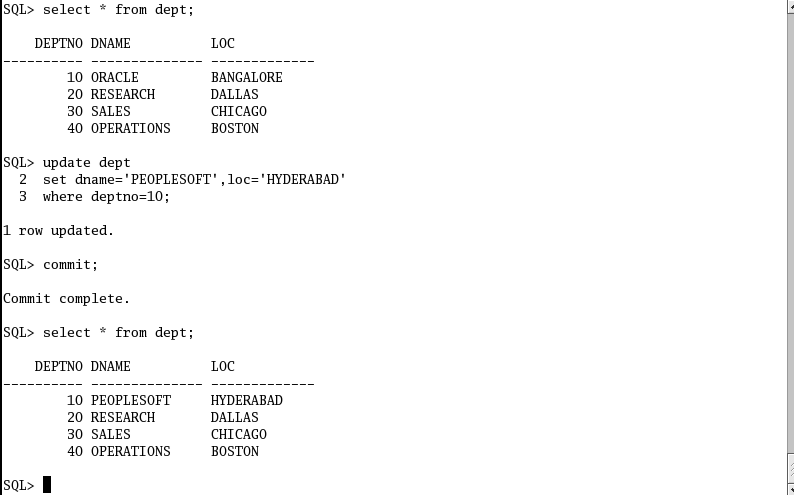 SQL> select * from dept;
    DEPTNO DNAME          LOC
---------- -------------- -------------
        10 ORACLE         BANGALORE
        20 RESEARCH       DALLAS
        30 SALES          CHICAGO
        40 OPERATIONS     BOSTON
SQL> update dept
  2  set dname='PEOPLESOFT',loc='HYDERABAD'
  3  where deptno=10;
1 row updated.
SQL> commit;
Commit complete.
SQL> select * from dept;
    DEPTNO DNAME          LOC
---------- -------------- -------------
        10 PEOPLESOFT     HYDERABAD
        20 RESEARCH       DALLAS
        30 SALES          CHICAGO
        40 OPERATIONS     BOSTON
SQL>